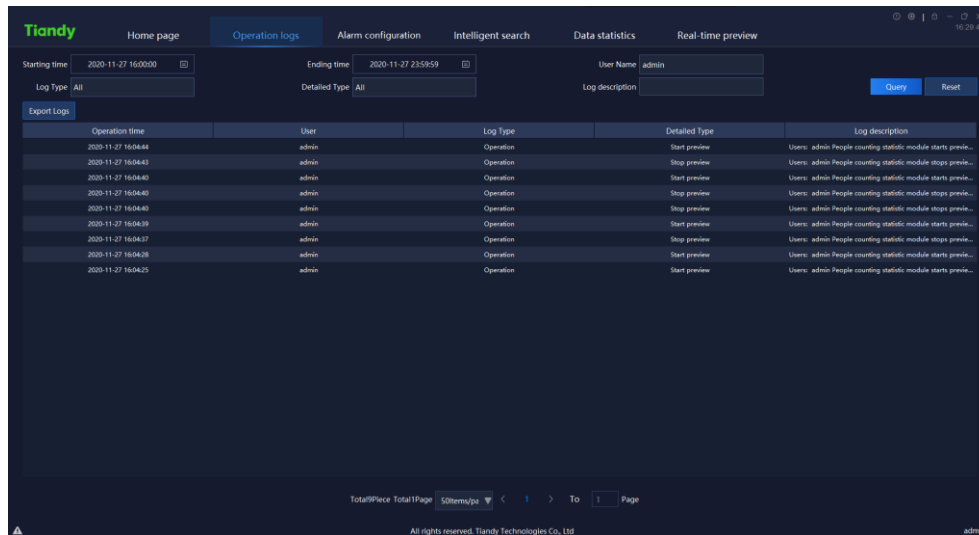 Tiandy Home page Operation logs Alarm configuration Intelligent search Data statistics Real-time preview
Starting time 2020-11-27 16:00:00 Ending time 2020-11-27 23:59:59 User Name admin
Log Type All Detailed Type All Log description Query Reset
Export Logs
Operation time User Log Type Detailed Type Log description
2020-11-27 16:04:44 admin Operation Start preview Users: admin People counting statistic module starts previe...
2020-11-27 16:04:43 admin Operation Stop preview Users: admin People counting statistic module stops previe...
2020-11-27 16:04:40 admin Operation Start preview Users: admin People counting statistic module starts previe...
2020-11-27 16:04:40 admin Operation Stop preview Users: admin People counting statistic module stops previe...
2020-11-27 16:04:40 admin Operation Stop preview Users: admin People counting statistic module stops previe...
2020-11-27 16:04:39 admin Operation Start preview Users: admin People counting statistic module starts previe...
2020-11-27 16:04:37 admin Operation Stop preview Users: admin People counting statistic module stops previe...
2020-11-27 16:04:28 admin Operation Start preview Users: admin People counting statistic module starts previe...
2020-11-27 16:04:25 admin Operation Start preview Users: admin People counting statistic module starts previe...
Total9Piece Total1Page 50Items/pa 1 To 1 Page
All rights reserved. Tiandy Technologies Co., Ltd adm